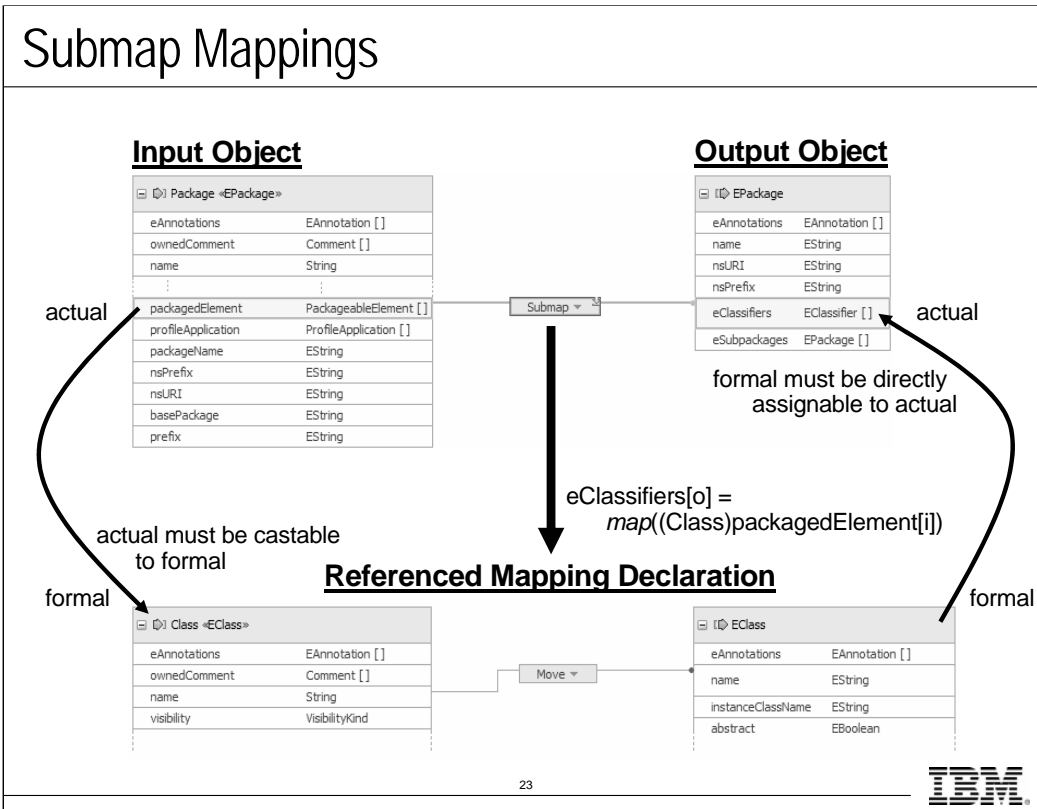 Submap Mappings
Input Object
Output Object
Package «EPackage»
eAnnotations EAnnotation [ ]
ownedComment Comment [ ]
name String
packagedElement PackageableElement [ ]
profileApplication ProfileApplication [ ]
packageName EString
nsPrefix EString
nsURI EString
basePackage EString
prefix EString
Submap
EPackage
eAnnotations EAnnotation [ ]
name EString
nsURI EString
nsPrefix EString
eClassifiers EClassifier [ ]
eSubpackages EPackage [ ]
actual
actual
formal must be directly
assignable to actual
eClassifiers[o] =
map((Class)packagedElement[i])
actual must be castable
to formal
Referenced Mapping Declaration
formal
formal
Class «EClass»
eAnnotations EAnnotation [ ]
ownedComment Comment [ ]
name String
visibility VisibilityKind
Move
EClass
eAnnotations EAnnotation [ ]
name EString
instanceClassName EString
abstract EBoolean
23
IBM.